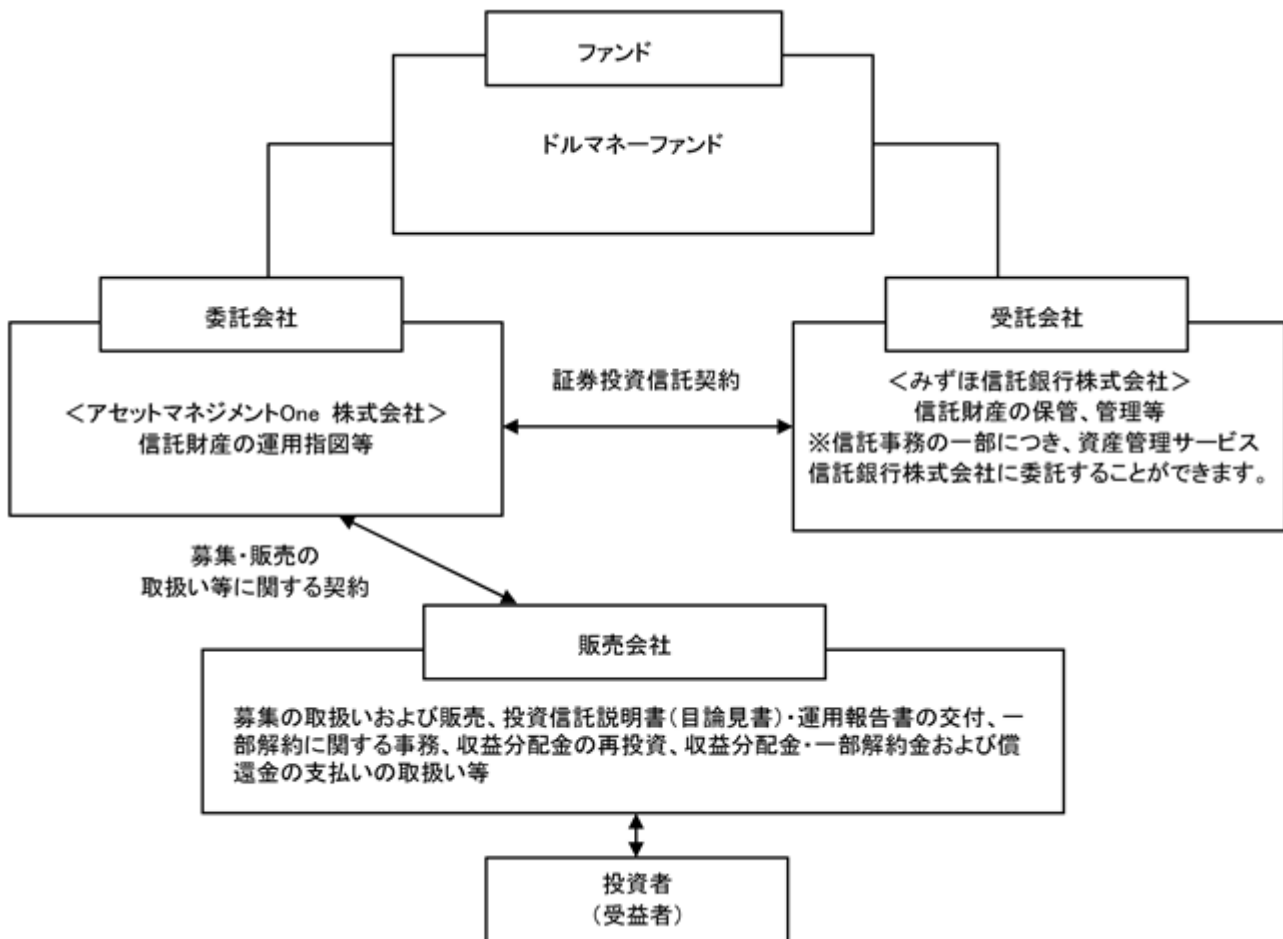 ファンド
ドルマネーファンド
委託会社
<アセットマネジメントOne 株式会社>
信託財産の運用指図等
証券投資信託契約
受託会社
<みずほ信託銀行株式会社>
信託財産の保管、管理等
※信託事務の一部につき、資産管理サービス
信託銀行株式会社に委託することができます。
募集・販売の
取扱い等に関する契約
販売会社
募集の取扱いおよび販売、投資信託説明書(目論見書)・運用報告書の交付、一
部解約に関する事務、収益分配金の再投資、収益分配金・一部解約金および償
還金の支払いの取扱い等
投資者
(受益者)